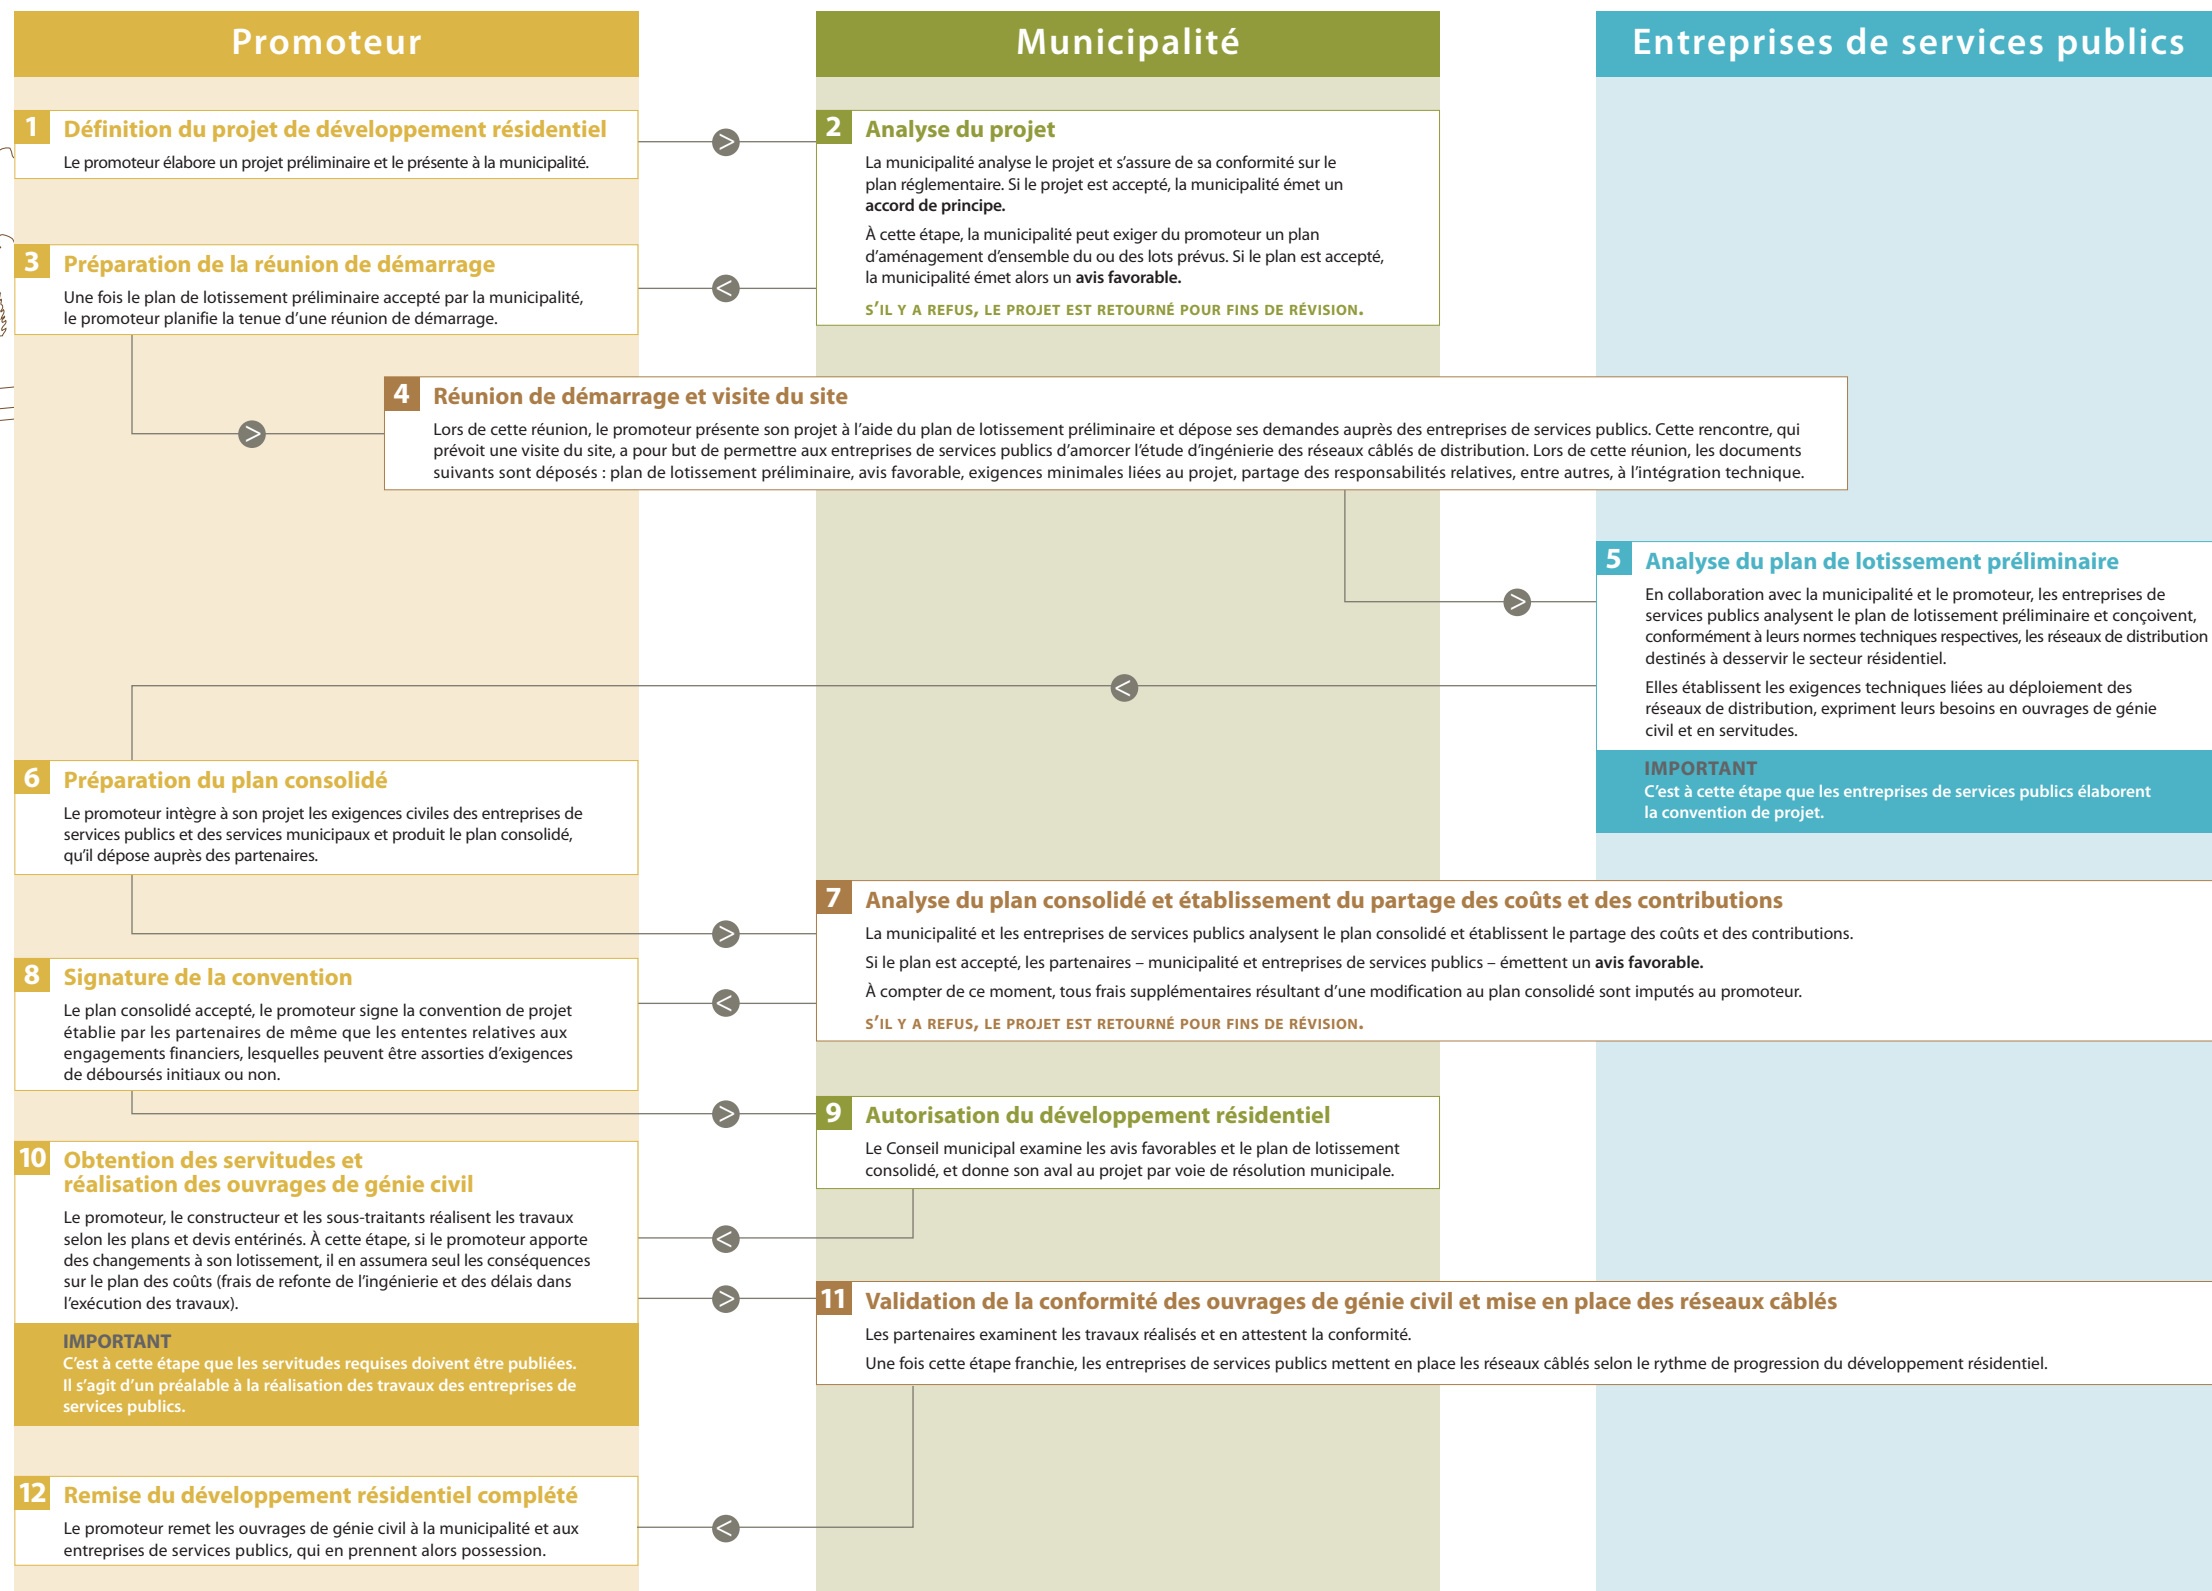 Promoteur
Municipalité
Entreprises de services publics
1 Définition du projet de développement résidentiel
Le promoteur élabore un projet préliminaire et le présente à la municipalité.
>
2 Analyse du projet
La municipalité analyse le projet et s’assure de sa conformité sur le
plan réglementaire. Si le projet est accepté, la municipalité émet un
accord de principe.
À cette étape, la municipalité peut exiger du promoteur un plan
d’aménagement d’ensemble du ou des lots prévus. Si le plan est accepté,
la municipalité émet alors un avis favorable.
S’IL Y A REFUS, LE PROJET EST RETOURNÉ POUR FINS DE RÉVISION.
<
3 Préparation de la réunion de démarrage
Une fois le plan de lotissement préliminaire accepté par la municipalité,
le promoteur planifie la tenue d’une réunion de démarrage.
>
4 Réunion de démarrage et visite du site
Lors de cette réunion, le promoteur présente son projet à l’aide du plan de lotissement préliminaire et dépose ses demandes auprès des entreprises de services publics. Cette rencontre, qui
prévoit une visite du site, a pour but de permettre aux entreprises de services publics d’amorcer l’étude d’ingénierie des réseaux câblés de distribution. Lors de cette réunion, les documents
suivants sont déposés : plan de lotissement préliminaire, avis favorable, exigences minimales liées au projet, partage des responsabilités relatives, entre autres, à l’intégration technique.
>
5 Analyse du plan de lotissement préliminaire
En collaboration avec la municipalité et le promoteur, les entreprises de
services publics analysent le plan de lotissement préliminaire et conçoivent,
conformément à leurs normes techniques respectives, les réseaux de distribution
destinés à desservir le secteur résidentiel.
Elles établissent les exigences techniques liées au déploiement des
réseaux de distribution, expriment leurs besoins en ouvrages de génie
civil et en servitudes.
IMPORTANT
C’est à cette étape que les entreprises de services publics élaborent
la convention de projet.
<
6 Préparation du plan consolidé
Le promoteur intègre à son projet les exigences civiles des entreprises de
services publics et des services municipaux et produit le plan consolidé,
qu’il dépose auprès des partenaires.
>
7 Analyse du plan consolidé et établissement du partage des coûts et des contributions
La municipalité et les entreprises de services publics analysent le plan consolidé et établissent le partage des coûts et des contributions.
Si le plan est accepté, les partenaires – municipalité et entreprises de services publics – émettent un avis favorable.
À compter de ce moment, tous frais supplémentaires résultant d’une modification au plan consolidé sont imputés au promoteur.
S’IL Y A REFUS, LE PROJET EST RETOURNÉ POUR FINS DE RÉVISION.
<
8 Signature de la convention
Le plan consolidé accepté, le promoteur signe la convention de projet
établie par les partenaires de même que les ententes relatives aux
engagements financiers, lesquelles peuvent être assorties d’exigences
de déboursés initiaux ou non.
>
9 Autorisation du développement résidentiel
Le Conseil municipal examine les avis favorables et le plan de lotissement
consolidé, et donne son aval au projet par voie de résolution municipale.
<
10 Obtention des servitudes et
réalisation des ouvrages de génie civil
Le promoteur, le constructeur et les sous-traitants réalisent les travaux
selon les plans et devis entérinés. À cette étape, si le promoteur apporte
des changements à son lotissement, il en assumera seul les conséquences
sur le plan des coûts (frais de refonte de l’ingénierie et des délais dans
l’exécution des travaux).
IMPORTANT
C’est à cette étape que les servitudes requises doivent être publiées.
Il s’agit d’un préalable à la réalisation des travaux des entreprises de
services publics.
>
11 Validation de la conformité des ouvrages de génie civil et mise en place des réseaux câblés
Les partenaires examinent les travaux réalisés et en attestent la conformité.
Une fois cette étape franchie, les entreprises de services publics mettent en place les réseaux câblés selon le rythme de progression du développement résidentiel.
<
12 Remise du développement résidentiel complété
Le promoteur remet les ouvrages de génie civil à la municipalité et aux
entreprises de services publics, qui en prennent alors possession.